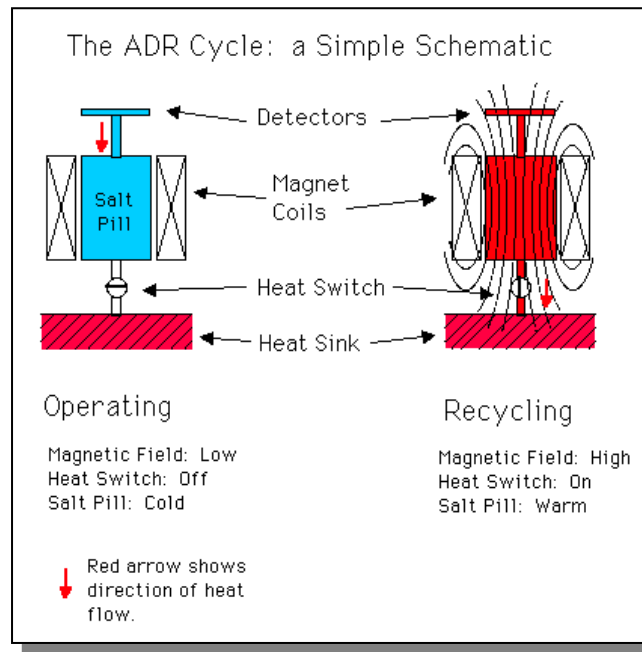 The ADR Cycle: a Simple Schematic
Detectors
Salt
Pill
Magnet
Coils
Heat Switch
Heat Sink
Operating
Magnetic Field: Low
Heat Switch: Off
Salt Pill: Cold
Recycling
Magnetic Field: High
Heat Switch: On
Salt Pill: Warm
Red arrow shows
direction of heat
flow.